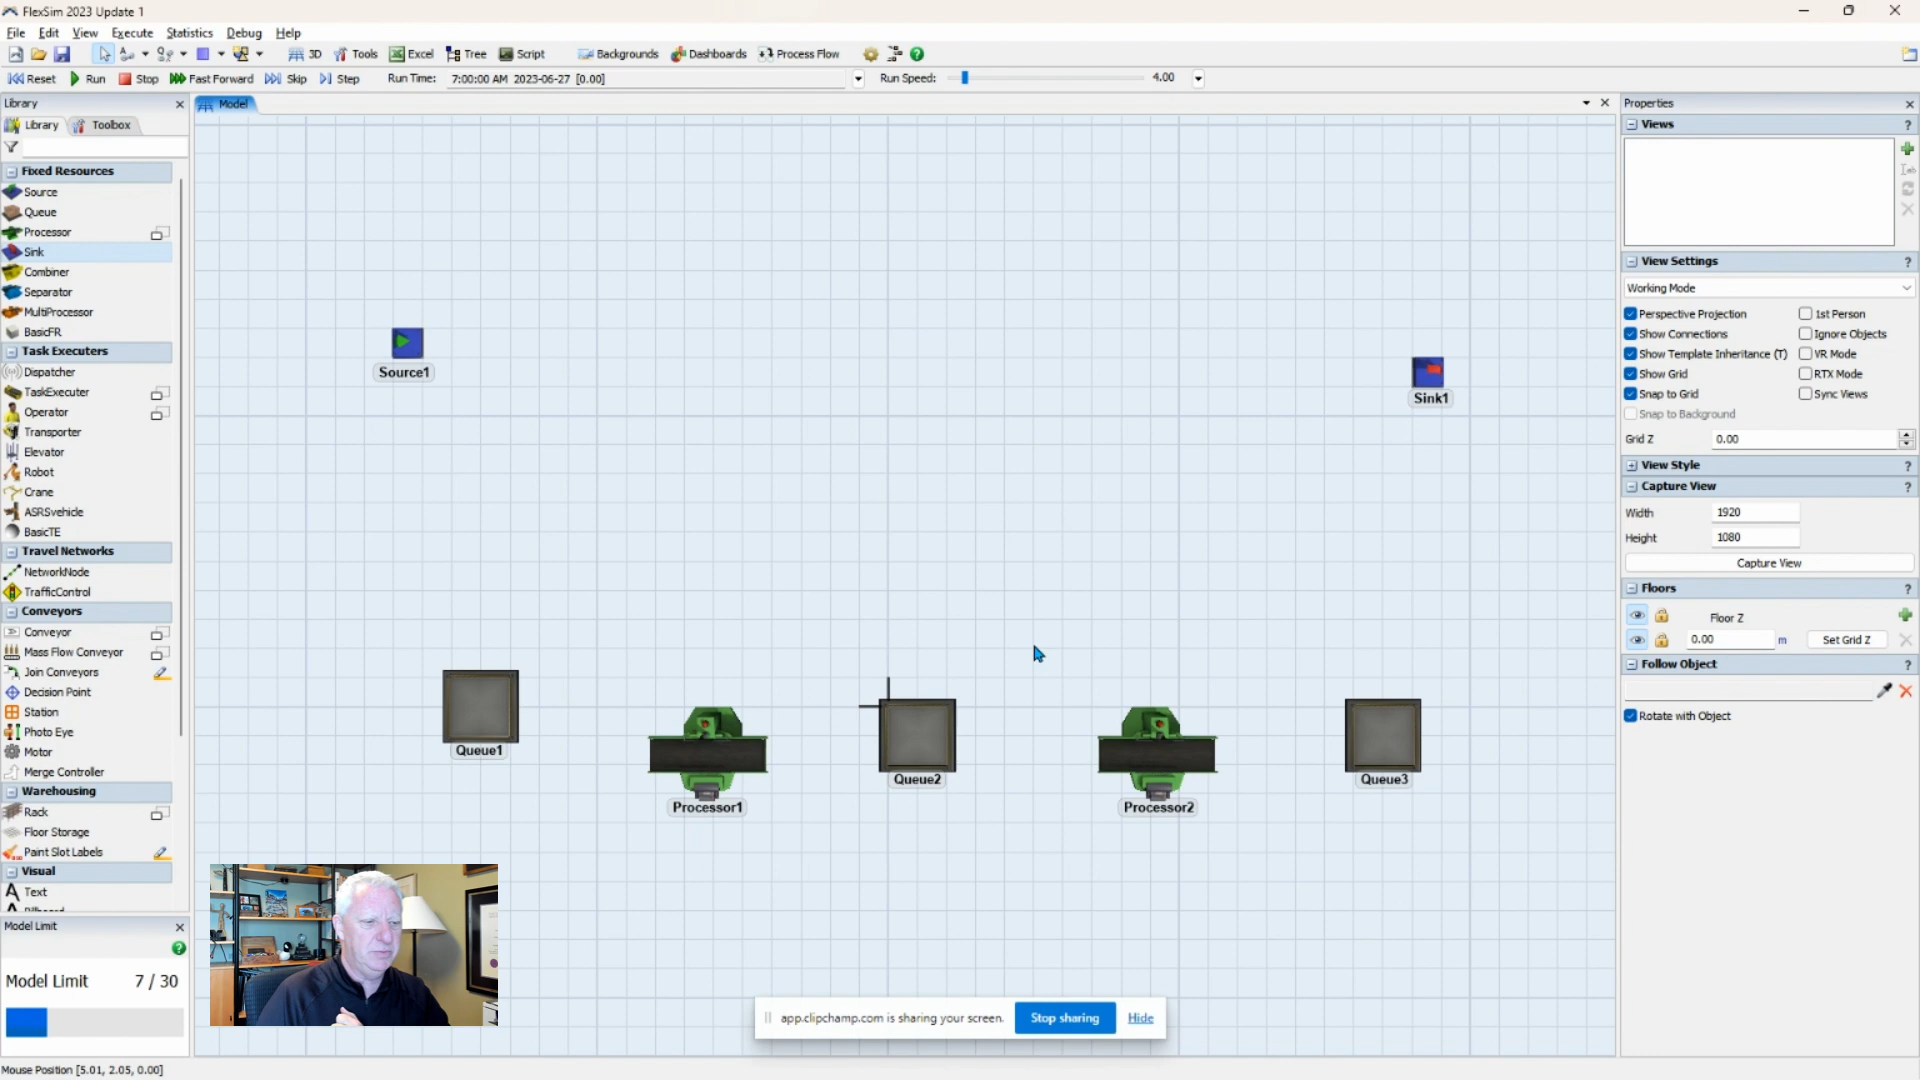 FlexSim 2023 Update 1
File Edit View Execute Statistics Debug Help
3D Tools Excel Tree Script Backgrounds Dashboards Process Flow
Reset Run Stop Fast Forward Skip Step Run Time: 7:00:00 AM 2023-06-27 [0.00] Run Speed: 4.00
Library
Library Toolbox
Fixed Resources
Source
Queue
Processor
Sink
Combiner
Separator
MultiProcessor
BasicFR
Task Executers
Dispatcher
TaskExecuter
Operator
Transporter
Elevator
Robot
Crane
ASRSvehicle
BasicTE
Travel Networks
NetworkNode
TrafficControl
Conveyors
Conveyor
Mass Flow Conveyor
Join Conveyors
Decision Point
Station
Photo Eye
Motor
Merge Controller
Warehousing
Rack
Floor Storage
Paint Slot Labels
Visual
Text
Model Limit
Model Limit 7 / 30
Mouse Position [5.01, 2.05, 0.00]
Model
Source1
Sink1
Queue1
Processor1
Queue2
Processor2
Queue3
app.clipchamp.com is sharing your screen. Stop sharing Hide
Properties
Views ?
View Settings ?
Working Mode
Perspective Projection 1st Person
Show Connections Ignore Objects
Show Template Inheritance (T) VR Mode
Show Grid RTX Mode
Snap to Grid Sync Views
Snap to Background
Grid Z 0.00
View Style ?
Capture View ?
Width 1920
Height 1080
Capture View
Floors ?
Floor Z
0.00 m Set Grid Z
Follow Object ?
Rotate with Object